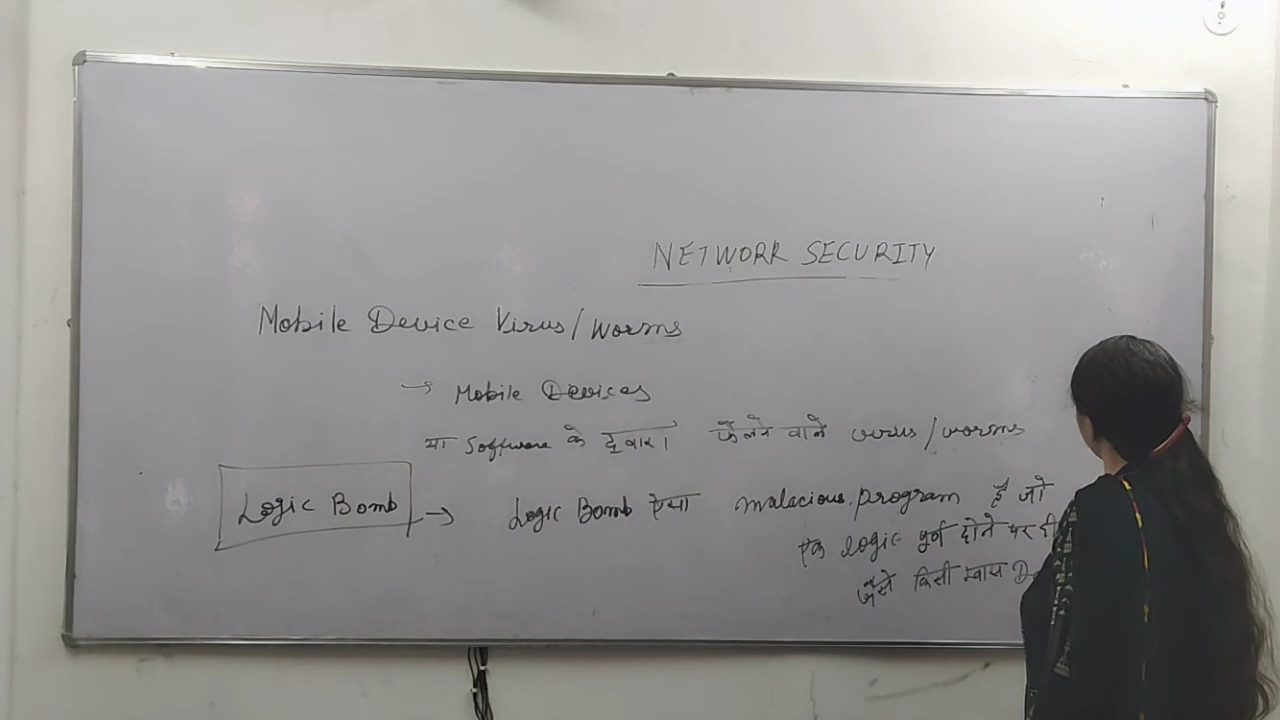 NETWORK SECURITY
Mobile Device Virus/worms
→ Mobile Devices
या Software के द्वारा फैलने वाले virus/worms
Logic Bomb → Logic Bomb ऐसा malacious program है जो
एक logic पूर्ण होने पर ही
जैसे किसी खास